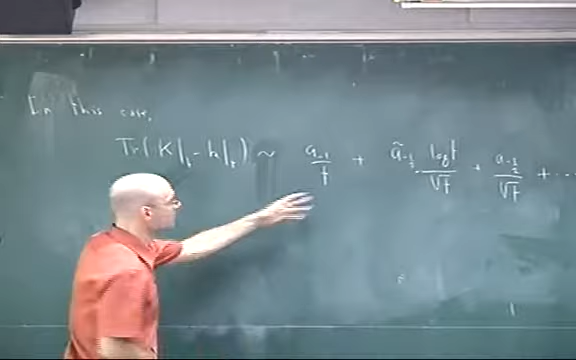 In this case,
Tr( K|_t - h|_t ) ~ a_{-1}/t + ã_{-1/2} · log t/√t + a_{-1/2}/√t + ...